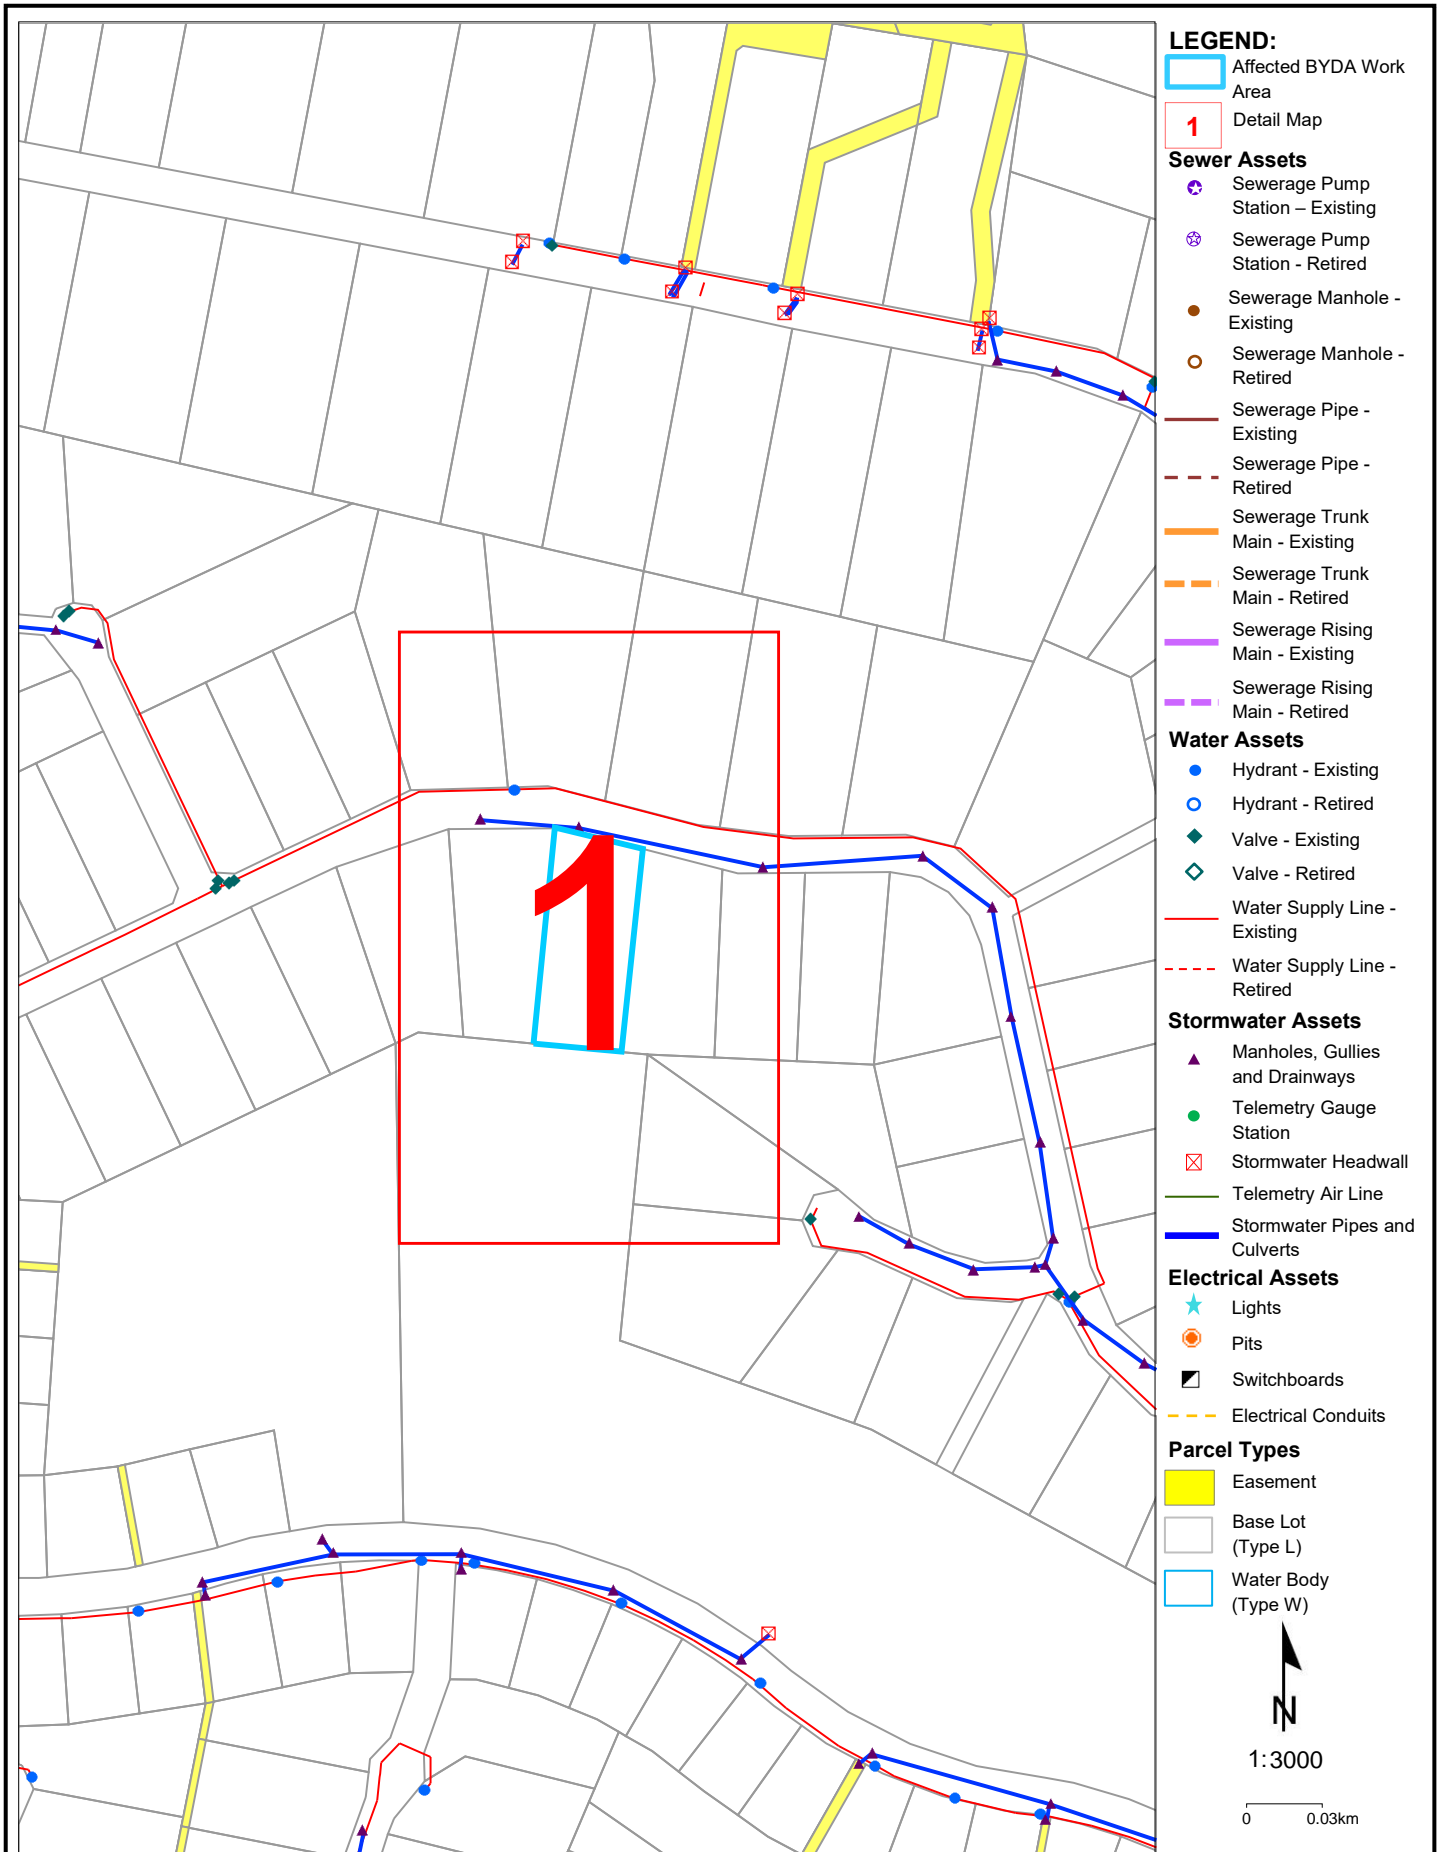 1
LEGEND:
Affected BYDA Work
Area
1
Detail Map
Sewer Assets
Sewerage Pump
Station – Existing
Sewerage Pump
Station - Retired
Sewerage Manhole -
Existing
Sewerage Manhole -
Retired
Sewerage Pipe -
Existing
Sewerage Pipe -
Retired
Sewerage Trunk
Main - Existing
Sewerage Trunk
Main - Retired
Sewerage Rising
Main - Existing
Sewerage Rising
Main - Retired
Water Assets
Hydrant - Existing
Hydrant - Retired
Valve - Existing
Valve - Retired
Water Supply Line -
Existing
Water Supply Line -
Retired
Stormwater Assets
Manholes, Gullies
and Drainways
Telemetry Gauge
Station
Stormwater Headwall
Telemetry Air Line
Stormwater Pipes and
Culverts
Electrical Assets
Lights
Pits
Switchboards
Electrical Conduits
Parcel Types
Easement
Base Lot
(Type L)
Water Body
(Type W)
N
1:3000
0 0.03km